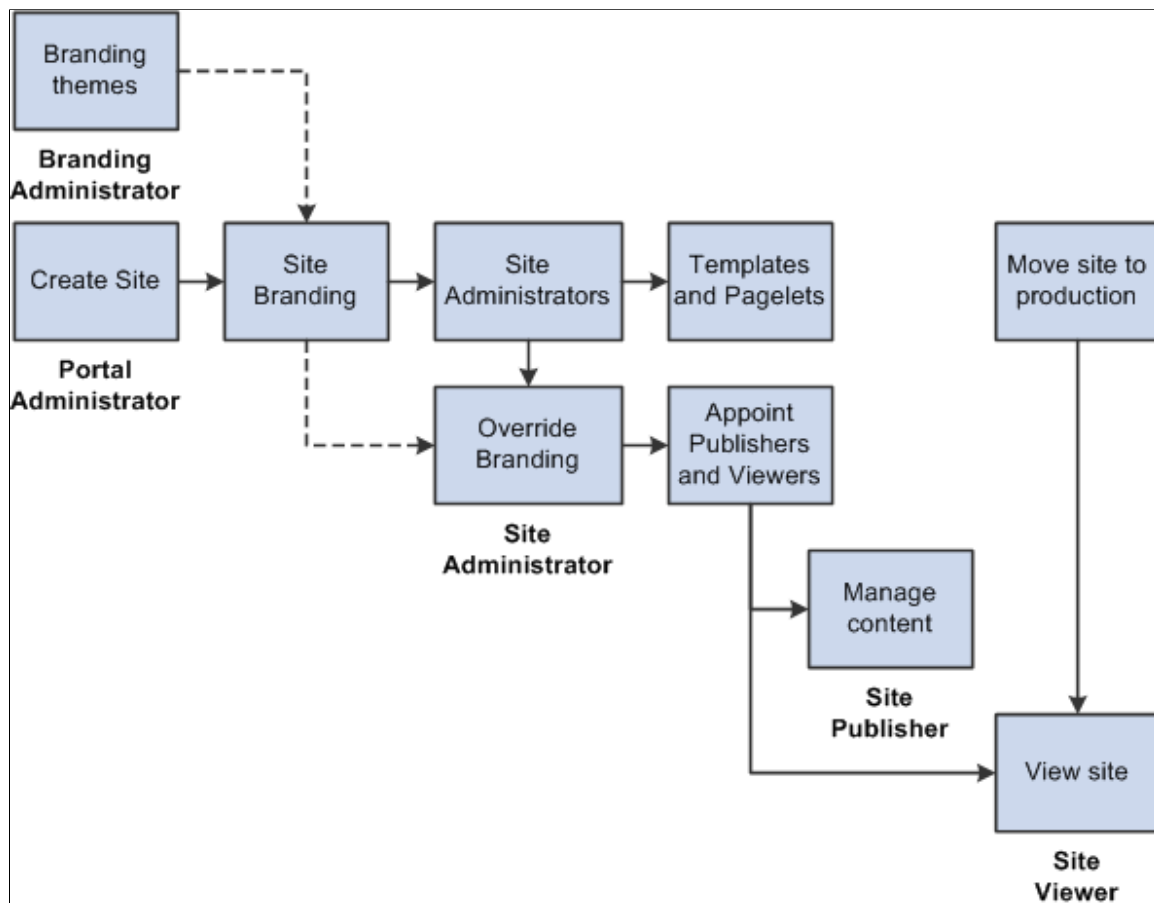 Branding
themes
Branding
Administrator
Create Site
Portal
Administrator
Site
Branding
Site
Administrators
Templates
and Pagelets
Move site to
production
Override
Branding
Site
Administrator
Appoint
Publishers
and Viewers
Manage
content
Site
Publisher
View site
Site
Viewer